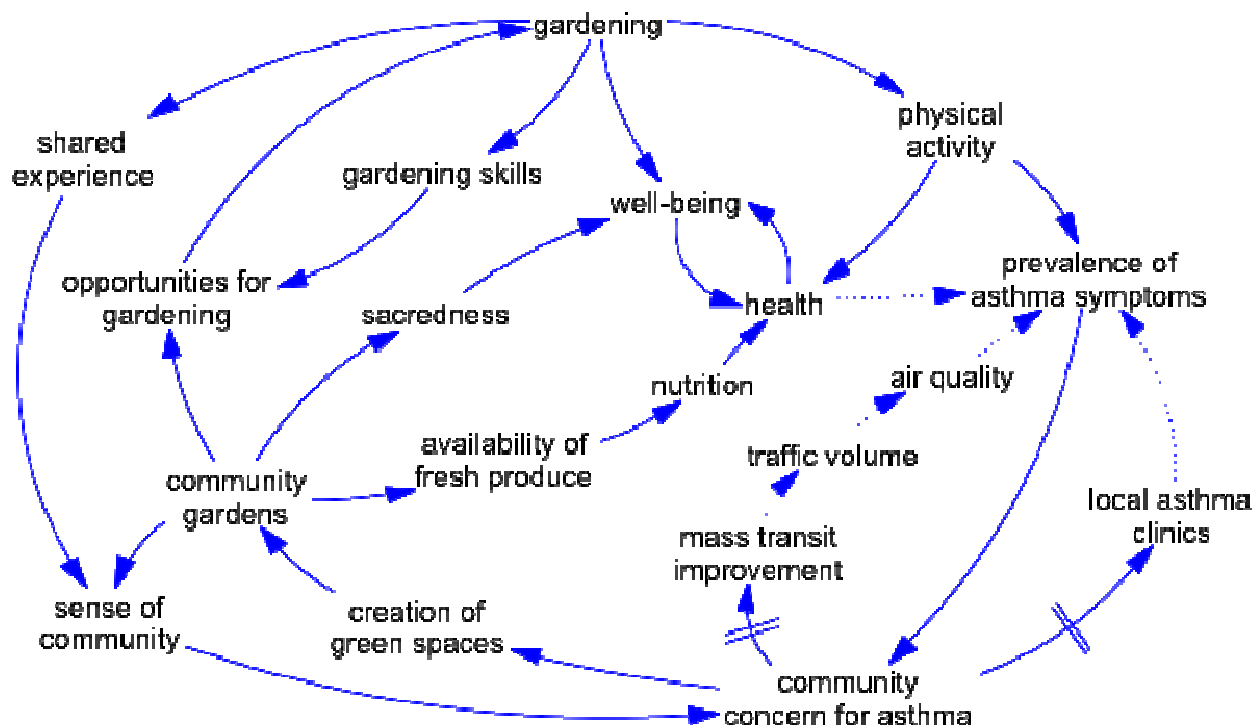 gardening
shared
experience
physical
activity
gardening skills
well-being
opportunities for
gardening
sacredness
health
prevalence of
asthma symptoms
nutrition
air quality
availability of
fresh produce
traffic volume
community
gardens
local asthma
clinics
mass transit
improvement
sense of
community
creation of
green spaces
community
concern for asthma